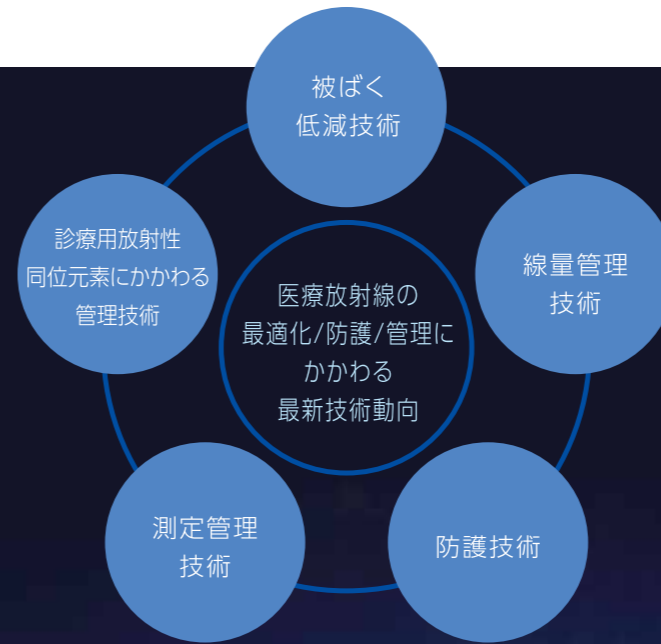 被ばく
低減技術
診療用放射性
同位元素にかかわる
管理技術
線量管理
技術
医療放射線の
最適化/防護/管理に
かかわる
最新技術動向
測定管理
技術
防護技術